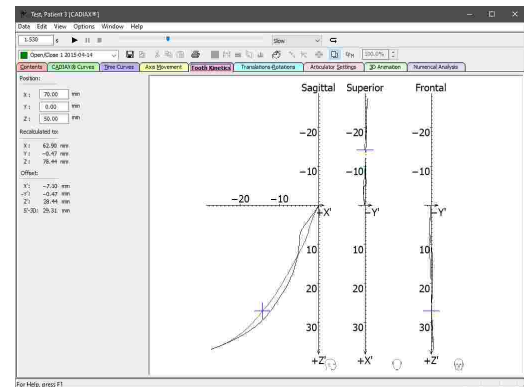 Test, Patient 3 [CADIAX®]
Data Edit View Options Window Help
1.530 s Slow
Open/Close 1 2015-04-14 100.0%
Contents CADIAX® Curves Time Curves Axis Movement Tooth Kinetics Translations-Rotations Articulator Settings 3D Animation Numerical Analysis
Position:
X: 70.00 mm
Y: 0.00 mm
Z: 50.00 mm
Recalculated to:
X: 62.90 mm
Y: -0.47 mm
Z: 78.44 mm
Offset:
X': -7.10 mm
-Y': -0.47 mm
Z': 28.44 mm
S'-3D: 29.31 mm
Sagittal Superior Frontal
-20 -20 -20
-10 -10 -10
-20 -10
+X' -Y' -Y'
10 10 10
20 20 20
30 30 30
+Z' +X' +Z'
For Help, press F1